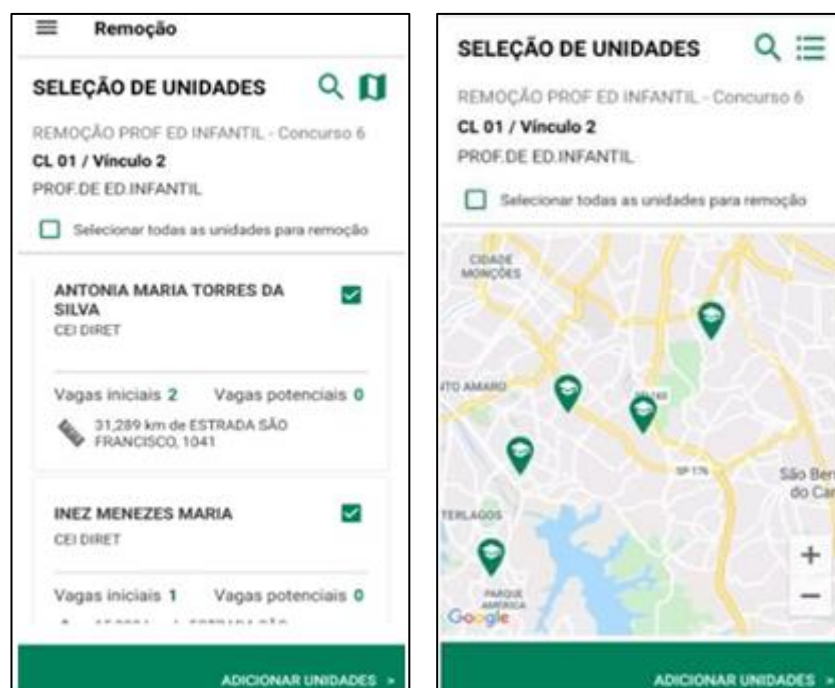 Remoção
SELEÇÃO DE UNIDADES
REMOÇÃO PROF ED INFANTIL - Concurso 6
CL 01 / Vínculo 2
PROF.DE ED.INFANTIL
Selecionar todas as unidades para remoção
ANTONIA MARIA TORRES DA
SILVA
CEI DIRET
Vagas iniciais 2 Vagas potenciais 0
31,289 km de ESTRADA SÃO
FRANCISCO, 1041
INEZ MENEZES MARIA
CEI DIRET
Vagas iniciais 1 Vagas potenciais 0
ADICIONAR UNIDADES »
SELEÇÃO DE UNIDADES
REMOÇÃO PROF ED INFANTIL - Concurso 6
CL 01 / Vínculo 2
PROF.DE ED.INFANTIL
Selecionar todas as unidades para remoção
CIDADE
MONÇÕES
TO AMARO
SP-160
SP-176
São Ber
do Ca
TERLAGOS
PARQUE
AMÉRICA
Google
+
−
ADICIONAR UNIDADES »